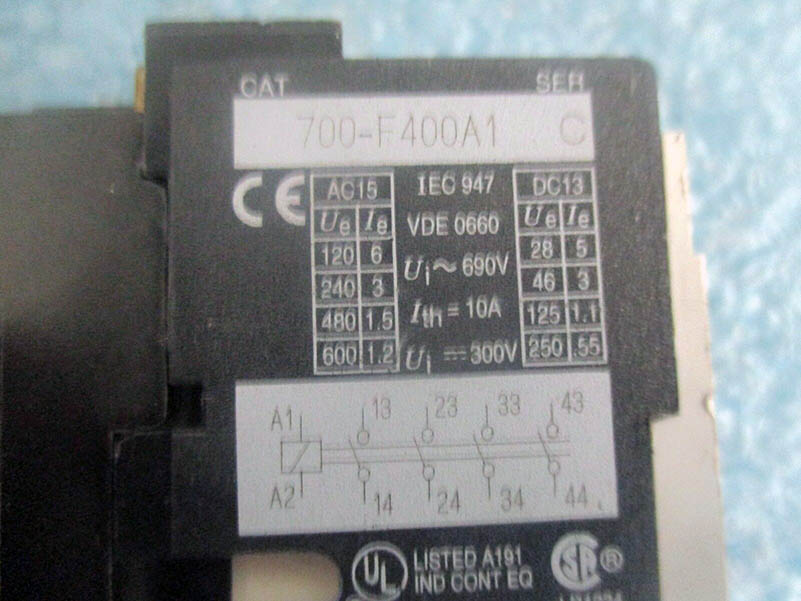 CAT SER
700-F400A1 C
CE AC15 IEC 947 DC13
Ue Ie VDE 0660 Ue Ie
120 6 Ui ~ 690V 28 5
240 3 46 3
480 1.5 Ith = 10A 125 1.1
600 1.2 Ui ⎓ 300V 250 .55
A1 13 23 33 43
A2 14 24 34 44
UL LISTED A191 SA ®
IND CONT EQ